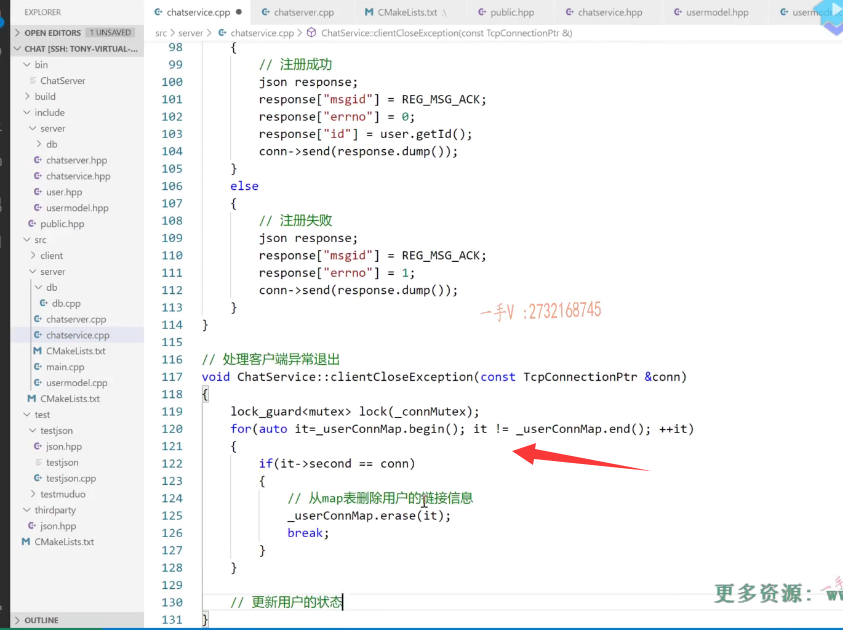 EXPLORER
chatservice.cpp ●
chatserver.cpp
CMakeLists.txt .\
public.hpp
chatservice.hpp
usermodel.hpp
OPEN EDITORS 1 UNSAVED
src > server > chatservice.cpp > ChatService::clientCloseException(const TcpConnectionPtr &)
CHAT [SSH: TONY-VIRTUAL-...
bin
ChatServer
build
include
server
db
chatserver.hpp
chatservice.hpp
user.hpp
usermodel.hpp
public.hpp
src
client
server
db
db.cpp
chatserver.cpp
chatservice.cpp
CMakeLists.txt
main.cpp
usermodel.cpp
CMakeLists.txt
test
testjson
json.hpp
testjson
testjson.cpp
testmuduo
thirdparty
json.hpp
CMakeLists.txt
OUTLINE
98 {
99 // 注册成功
100 json response;
101 response["msgid"] = REG_MSG_ACK;
102 response["errno"] = 0;
103 response["id"] = user.getId();
104 conn->send(response.dump());
105 }
106 else
107 {
108 // 注册失败
109 json response;
110 response["msgid"] = REG_MSG_ACK;
111 response["errno"] = 1;
112 conn->send(response.dump());
113 }
一手V :2732168745
114 }
115
116 // 处理客户端异常退出
117 void ChatService::clientCloseException(const TcpConnectionPtr &conn)
118 {
119 lock_guard<mutex> lock(_connMutex);
120 for(auto it=_userConnMap.begin(); it != _userConnMap.end(); ++it)
121 {
122 if(it->second == conn)
123 {
124 // 从map表删除用户的链接信息
125 _userConnMap.erase(it);
126 break;
127 }
128 }
129
130 // 更新用户的状态
131 }
更多资源：